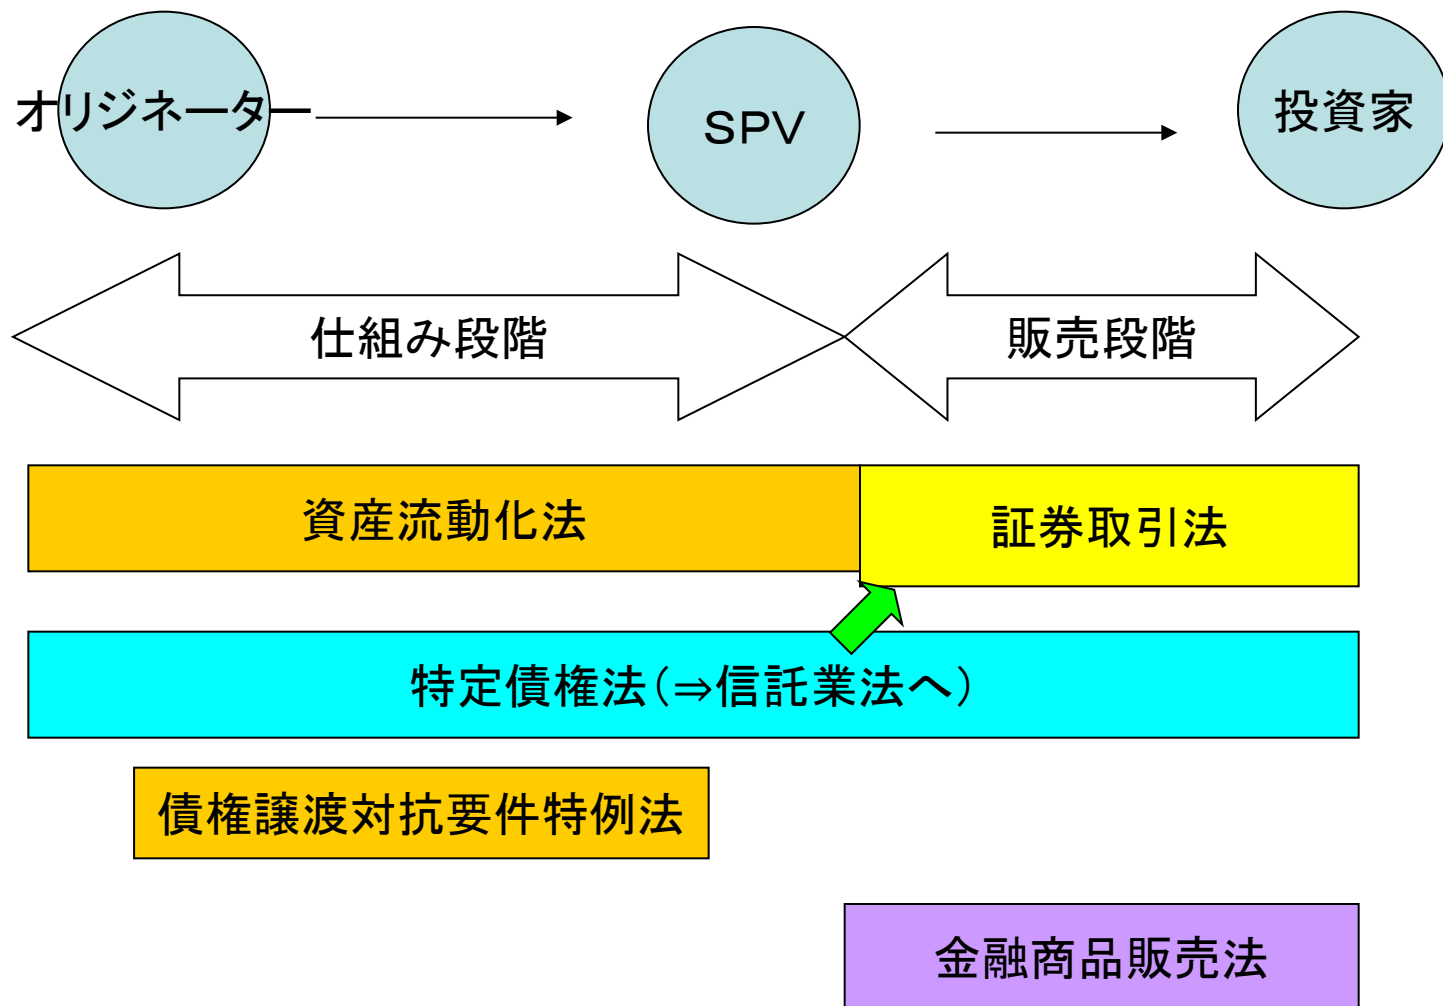 オリジネーター
SPV
投資家
仕組み段階
販売段階
資産流動化法
証券取引法
特定債権法(⇒信託業法へ)
債権譲渡対抗要件特例法
金融商品販売法